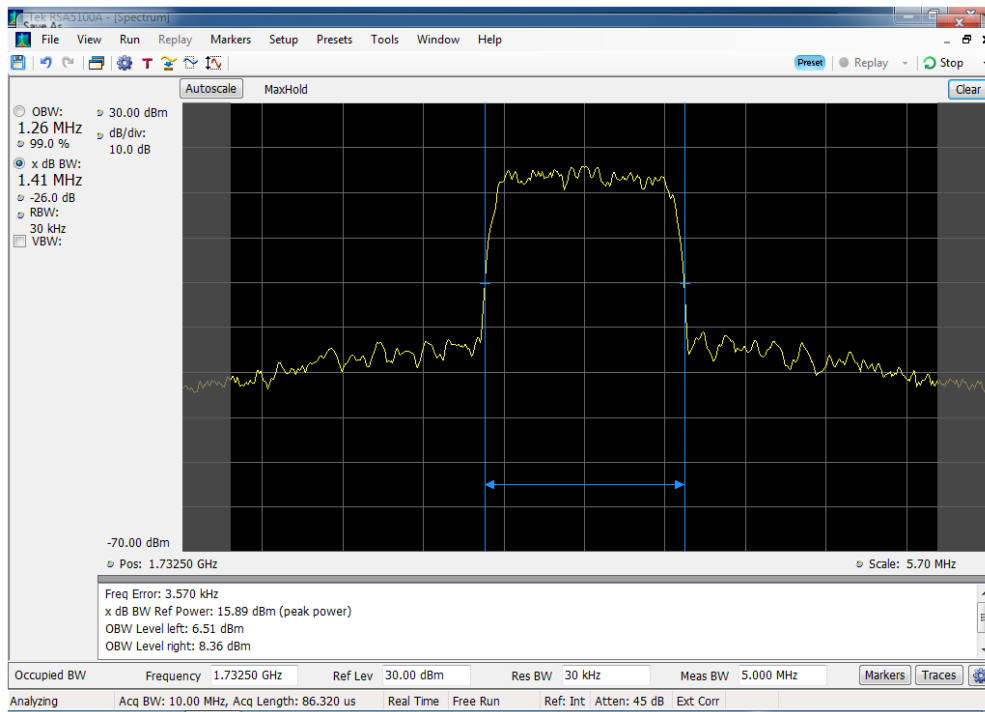 Tek RSA5100A - [Spectrum]
Save As
File View Run Replay Markers Setup Presets Tools Window Help
T Preset Replay Stop
Autoscale MaxHold Clear
OBW:
1.26 MHz
99.0 %
x dB BW:
1.41 MHz
-26.0 dB
RBW:
30 kHz
VBW:
30.00 dBm
dB/div:
10.0 dB
-70.00 dBm
Pos: 1.73250 GHz Scale: 5.70 MHz
Freq Error: 3.570 kHz
x dB BW Ref Power: 15.89 dBm (peak power)
OBW Level left: 6.51 dBm
OBW Level right: 8.36 dBm
Occupied BW Frequency 1.73250 GHz Ref Lev 30.00 dBm Res BW 30 kHz Meas BW 5.000 MHz Markers Traces
Analyzing Acq BW: 10.00 MHz, Acq Length: 86.320 us Real Time Free Run Ref: Int Atten: 45 dB Ext Corr